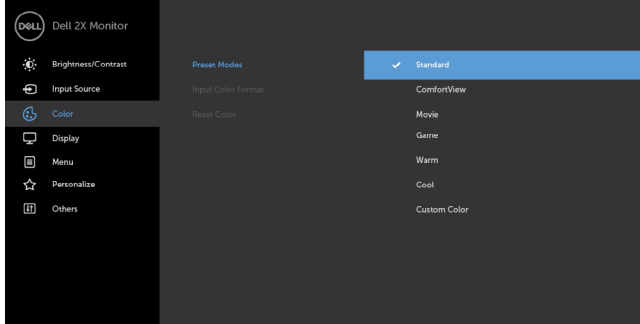 DELL Dell 2X Monitor
Brightness/Contrast Preset Modes Standard
Input Source Input Color Format ComfortView
Color Reset Color Movie
Display Game
Menu Warm
Personalize Cool
Others Custom Color